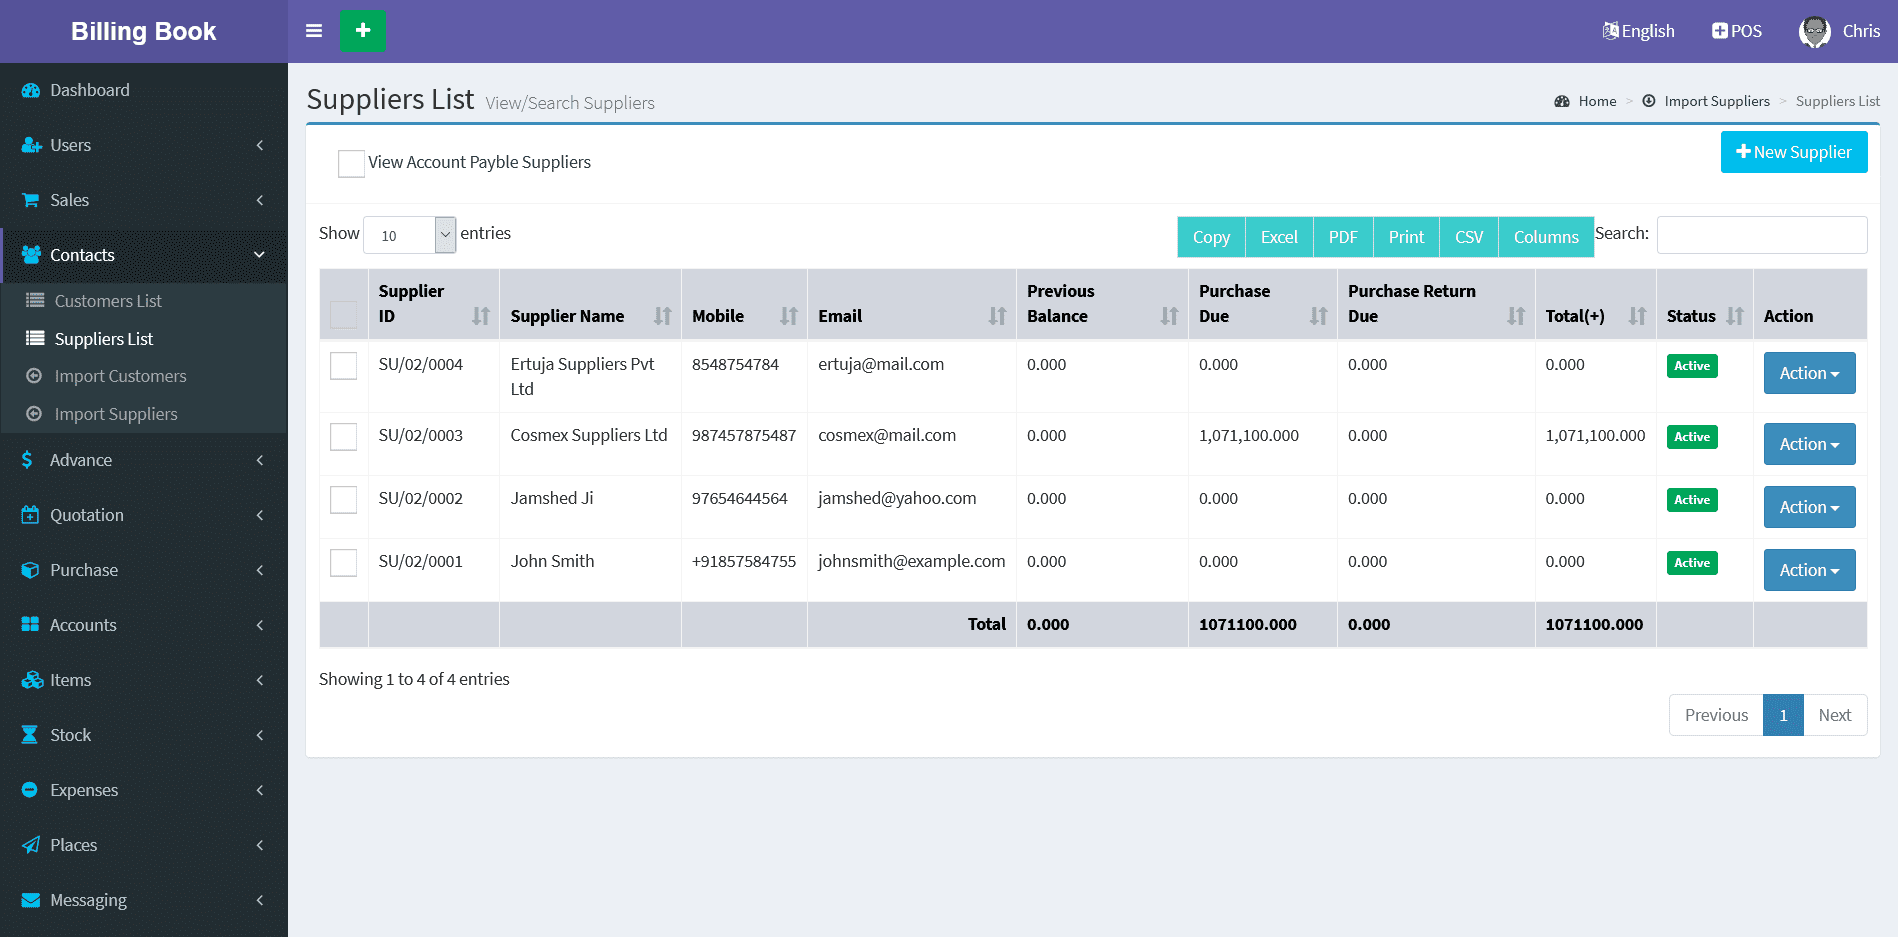 Billing Book
English
POS
Chris
Dashboard
Users
Sales
Contacts
Customers List
Suppliers List
Import Customers
Import Suppliers
Advance
Quotation
Purchase
Accounts
Items
Stock
Expenses
Places
Messaging
Suppliers List View/Search Suppliers
Home > Import Suppliers > Suppliers List
View Account Payble Suppliers
New Supplier
Show 10 entries
Copy Excel PDF Print CSV Columns Search:
Supplier ID Supplier Name Mobile Email Previous Balance Purchase Due Purchase Return Due Total(+) Status Action
SU/02/0004 Ertuja Suppliers Pvt Ltd 8548754784 ertuja@mail.com 0.000 0.000 0.000 0.000 Active Action
SU/02/0003 Cosmex Suppliers Ltd 987457875487 cosmex@mail.com 0.000 1,071,100.000 0.000 1,071,100.000 Active Action
SU/02/0002 Jamshed Ji 97654644564 jamshed@yahoo.com 0.000 0.000 0.000 0.000 Active Action
SU/02/0001 John Smith +91857584755 johnsmith@example.com 0.000 0.000 0.000 0.000 Active Action
Total 0.000 1071100.000 0.000 1071100.000
Showing 1 to 4 of 4 entries
Previous 1 Next